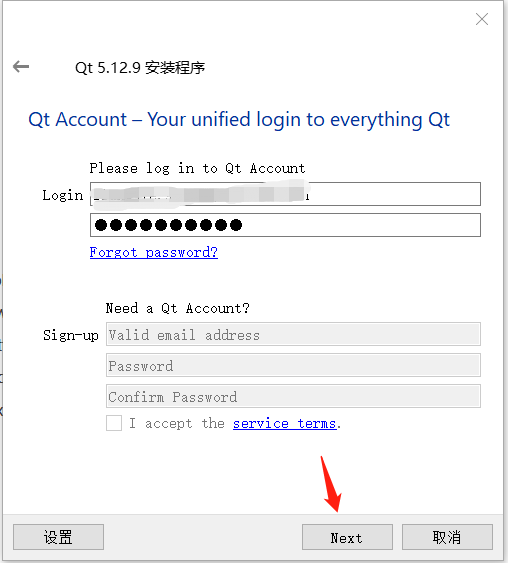 Qt 5.12.9 安装程序
Qt Account – Your unified login to everything Qt
Please log in to Qt Account
Login
●●●●●●●●●●
Forgot password?
Need a Qt Account?
Sign-up
Valid email address
Password
Confirm Password
I accept the service terms.
设置
Next
取消